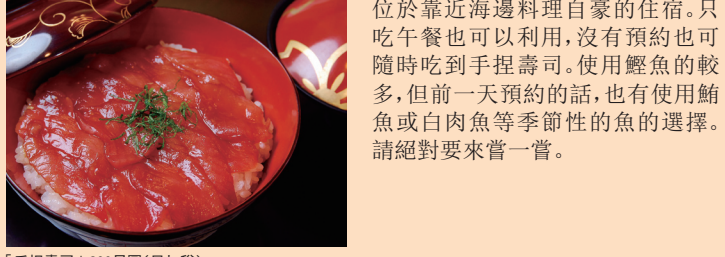 位於靠近海邊料理自豪的住宿。只
吃午餐也可以利用，沒有預約也可
隨時吃到手捏壽司。使用鰹魚的較
多，但前一天預約的話，也有使用鮪
魚或白肉魚等季節性的魚的選擇。
請絕對要來嘗一嘗。